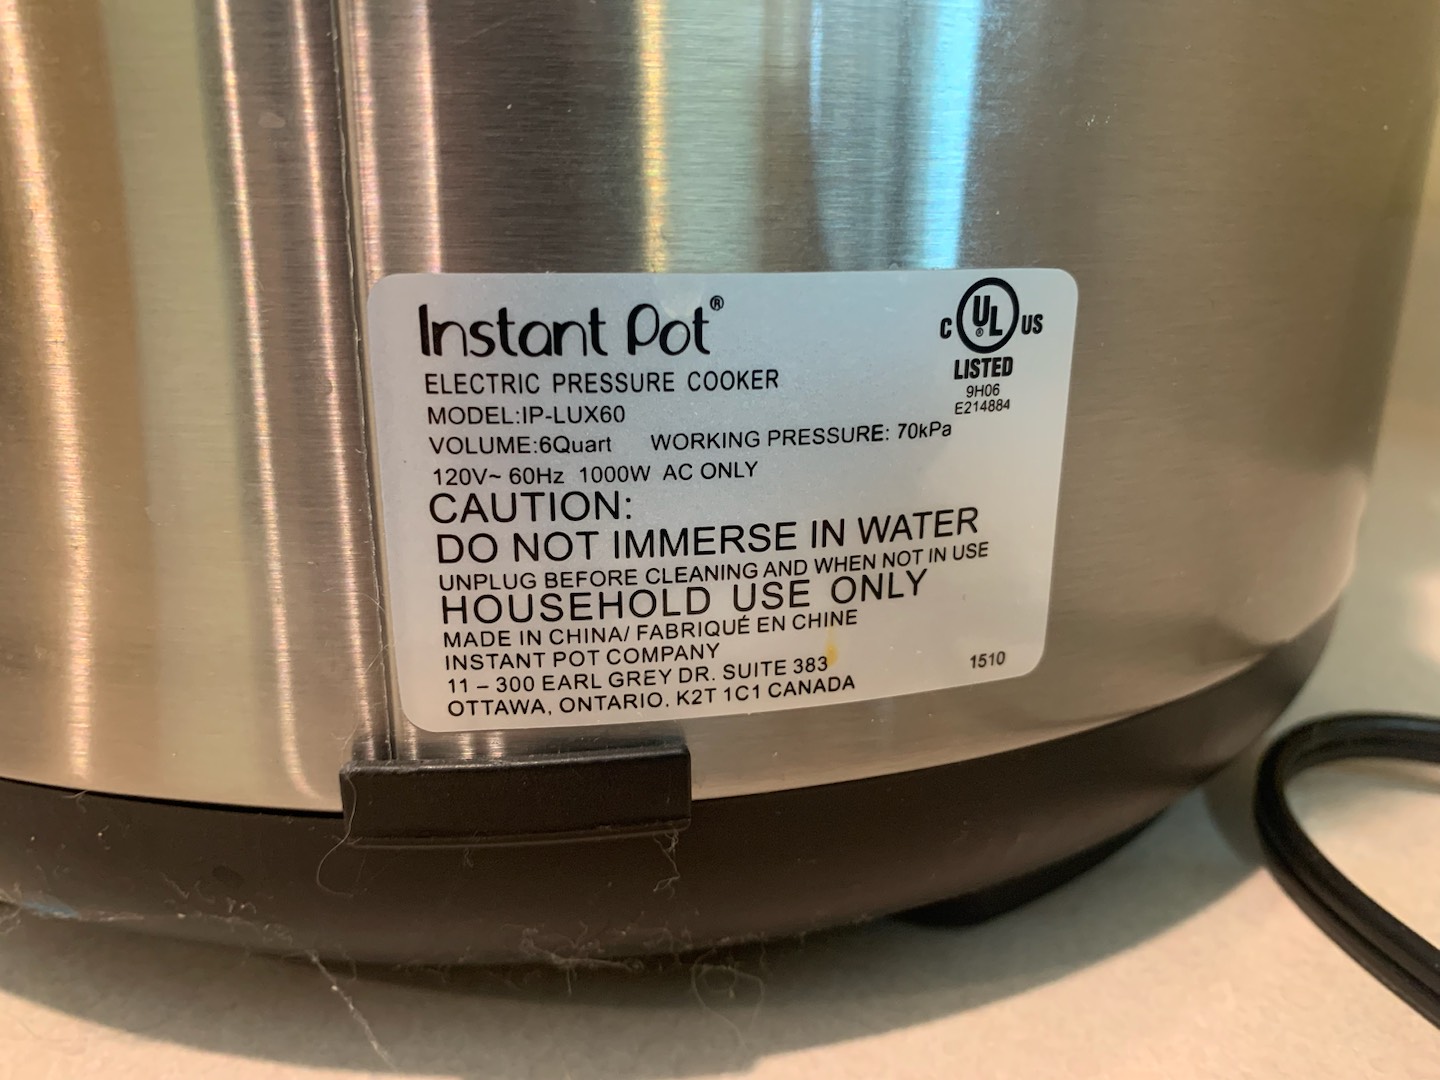 Instant Pot®
ELECTRIC PRESSURE COOKER
MODEL:IP-LUX60
VOLUME:6Quart WORKING PRESSURE: 70kPa
120V~ 60Hz 1000W AC ONLY
CAUTION:
DO NOT IMMERSE IN WATER
UNPLUG BEFORE CLEANING AND WHEN NOT IN USE
HOUSEHOLD USE ONLY
MADE IN CHINA/ FABRIQUÉ EN CHINE
INSTANT POT COMPANY
11 – 300 EARL GREY DR. SUITE 383
OTTAWA, ONTARIO. K2T 1C1 CANADA
C UL® US
LISTED
9H06
E214884
1510